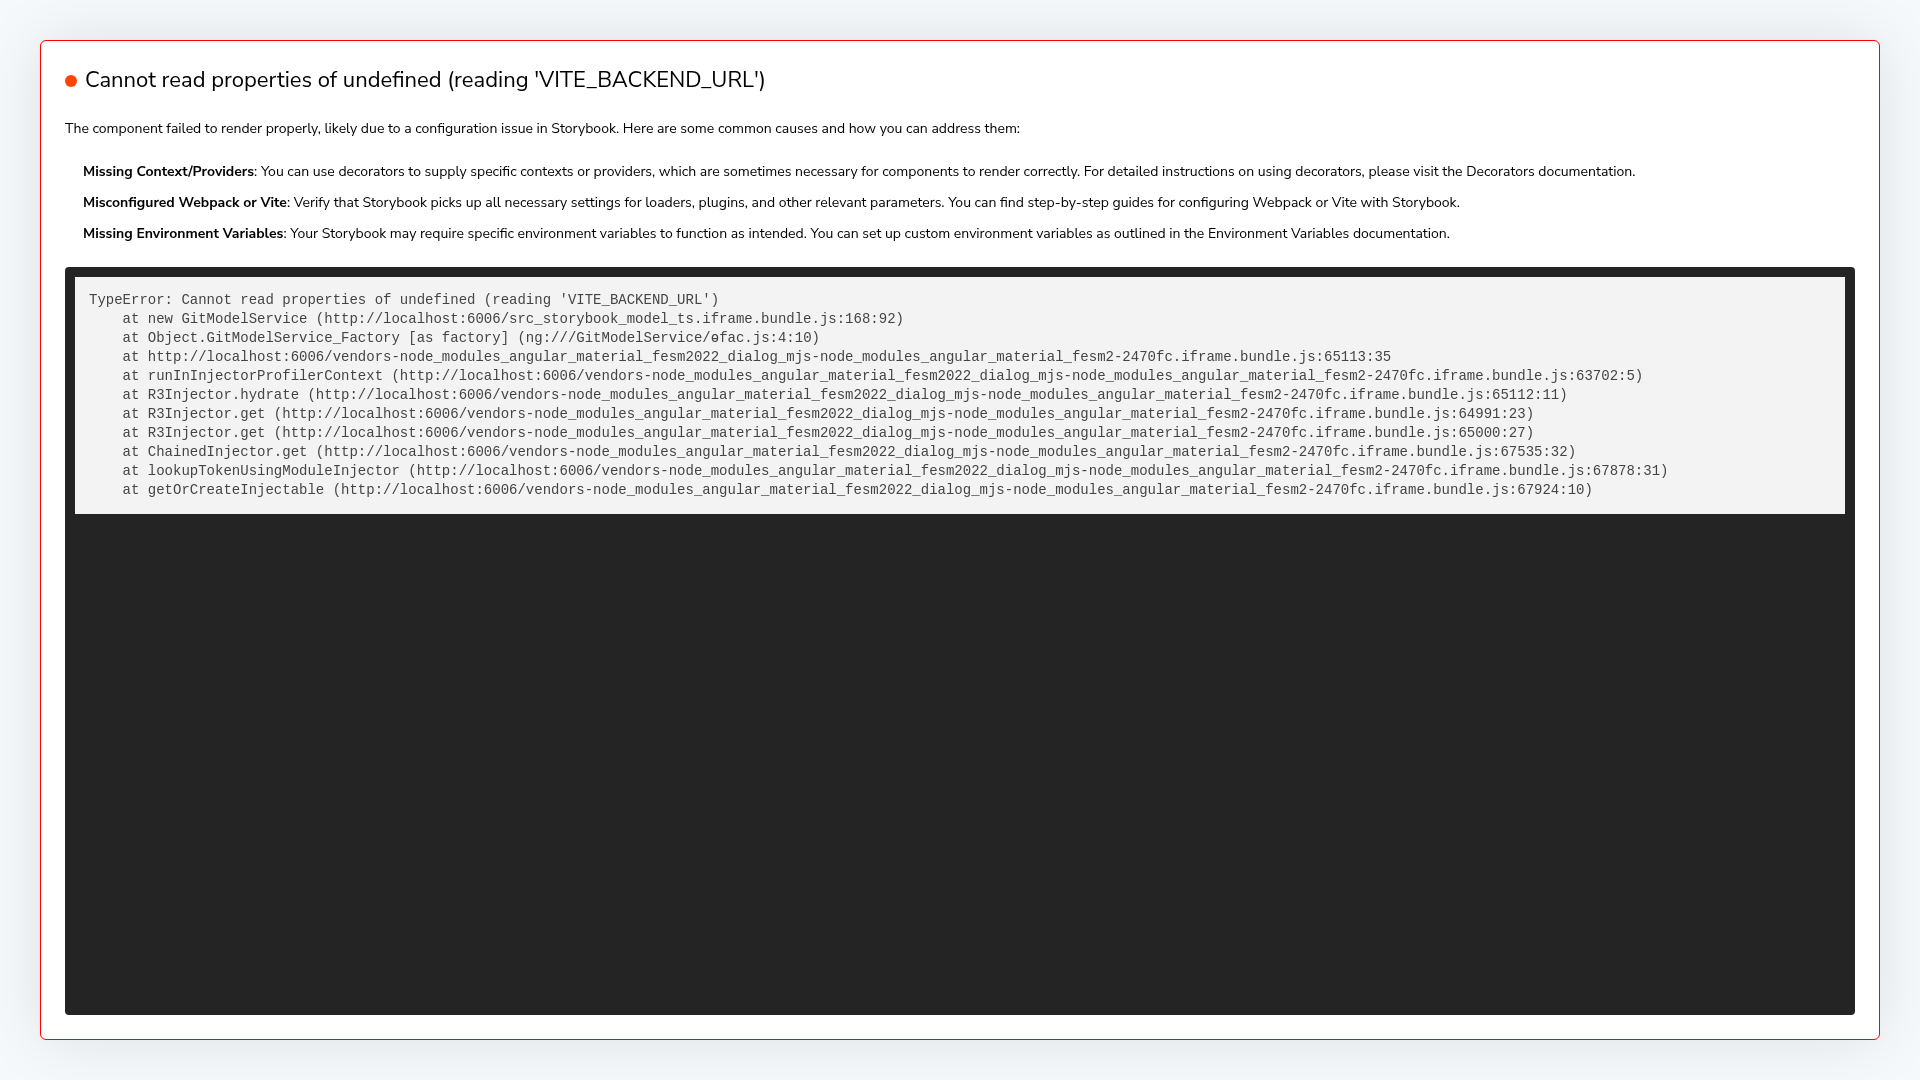 Cannot read properties of undefined (reading 'VITE_BACKEND_URL')
The component failed to render properly, likely due to a configuration issue in Storybook. Here are some common causes and how you can address them:
Missing Context/Providers: You can use decorators to supply specific contexts or providers, which are sometimes necessary for components to render correctly. For detailed instructions on using decorators, please visit the Decorators documentation.
Misconfigured Webpack or Vite: Verify that Storybook picks up all necessary settings for loaders, plugins, and other relevant parameters. You can find step-by-step guides for configuring Webpack or Vite with Storybook.
Missing Environment Variables: Your Storybook may require specific environment variables to function as intended. You can set up custom environment variables as outlined in the Environment Variables documentation.
TypeError: Cannot read properties of undefined (reading 'VITE_BACKEND_URL')
    at new GitModelService (http://localhost:6006/src_storybook_model_ts.iframe.bundle.js:168:92)
    at Object.GitModelService_Factory [as factory] (ng:///GitModelService/ɵfac.js:4:10)
    at http://localhost:6006/vendors-node_modules_angular_material_fesm2022_dialog_mjs-node_modules_angular_material_fesm2-2470fc.iframe.bundle.js:65113:35
    at runInInjectorProfilerContext (http://localhost:6006/vendors-node_modules_angular_material_fesm2022_dialog_mjs-node_modules_angular_material_fesm2-2470fc.iframe.bundle.js:63702:5)
    at R3Injector.hydrate (http://localhost:6006/vendors-node_modules_angular_material_fesm2022_dialog_mjs-node_modules_angular_material_fesm2-2470fc.iframe.bundle.js:65112:11)
    at R3Injector.get (http://localhost:6006/vendors-node_modules_angular_material_fesm2022_dialog_mjs-node_modules_angular_material_fesm2-2470fc.iframe.bundle.js:64991:23)
    at R3Injector.get (http://localhost:6006/vendors-node_modules_angular_material_fesm2022_dialog_mjs-node_modules_angular_material_fesm2-2470fc.iframe.bundle.js:65000:27)
    at ChainedInjector.get (http://localhost:6006/vendors-node_modules_angular_material_fesm2022_dialog_mjs-node_modules_angular_material_fesm2-2470fc.iframe.bundle.js:67535:32)
    at lookupTokenUsingModuleInjector (http://localhost:6006/vendors-node_modules_angular_material_fesm2022_dialog_mjs-node_modules_angular_material_fesm2-2470fc.iframe.bundle.js:67878:31)
    at getOrCreateInjectable (http://localhost:6006/vendors-node_modules_angular_material_fesm2022_dialog_mjs-node_modules_angular_material_fesm2-2470fc.iframe.bundle.js:67924:10)